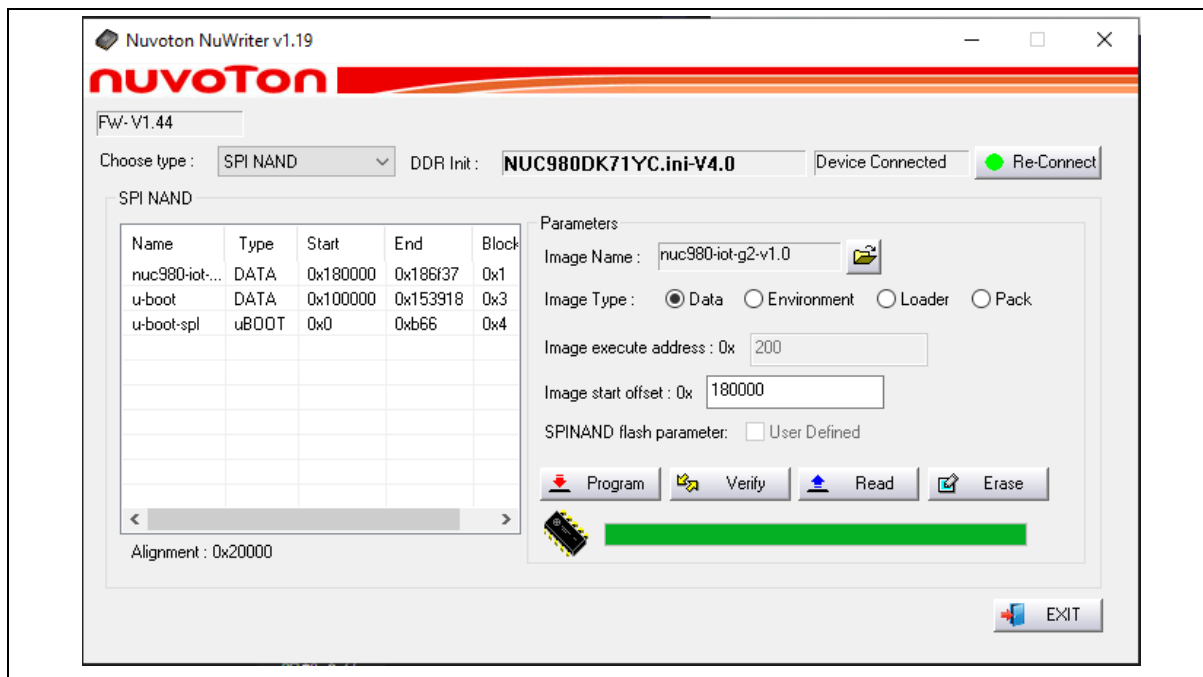 Nuvoton NuWriter v1.19
nuvoTon
FW- V1.44
Choose type : SPI NAND DDR Init : NUC980DK71YC.ini-V4.0 Device Connected Re-Connect
SPI NAND
Name Type Start End Block
nuc980-iot-... DATA 0x180000 0x186f37 0x1
u-boot DATA 0x100000 0x153918 0x3
u-boot-spl uBOOT 0x0 0xb66 0x4
Alignment : 0x20000
Parameters
Image Name : nuc980-iot-g2-v1.0
Image Type : Data Environment Loader Pack
Image execute address : 0x 200
Image start offset : 0x 180000
SPINAND flash parameter: User Defined
Program Verify Read Erase
EXIT